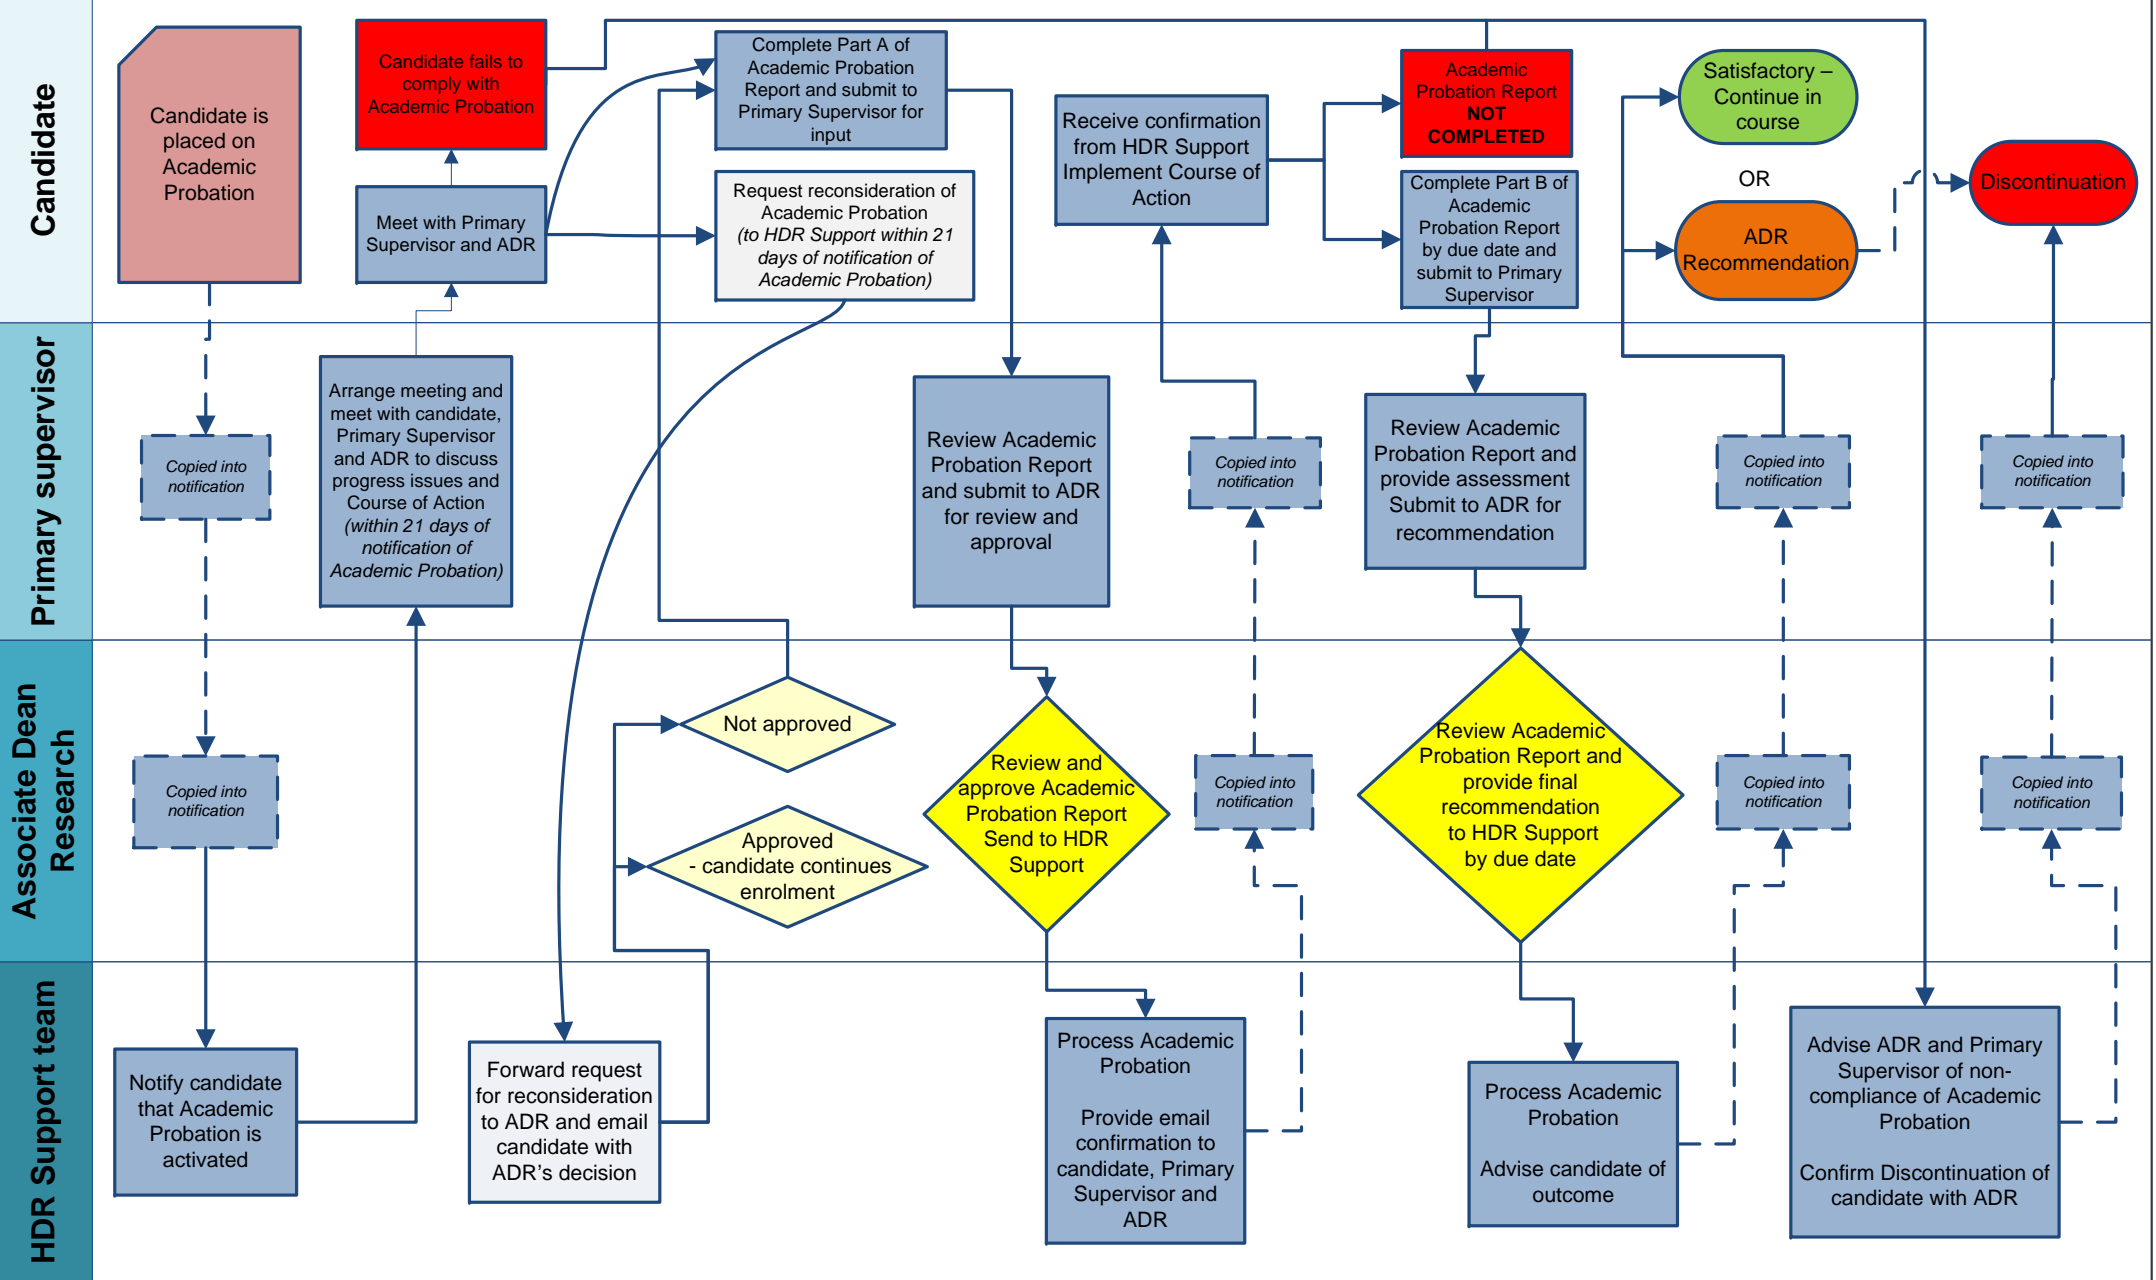 Candidate
Candidate is
placed on
Academic
Probation
Candidate fails to
comply with
Academic Probation
Meet with Primary
Supervisor and ADR
Complete Part A of
Academic Probation
Report and submit to
Primary Supervisor for
input
Request reconsideration of
Academic Probation
(to HDR Support within 21
days of notification of
Academic Probation)
Receive confirmation
from HDR Support
Implement Course of
Action
Academic
Probation Report
NOT
COMPLETED
Complete Part B of
Academic
Probation Report
by due date and
submit to Primary
Supervisor
Satisfactory –
Continue in
course
OR
ADR
Recommendation
Discontinuation
Primary supervisor
Copied into
notification
Arrange meeting and
meet with candidate,
Primary Supervisor
and ADR to discuss
progress issues and
Course of Action
(within 21 days of
notification of
Academic Probation)
Review Academic
Probation Report
and submit to ADR
for review and
approval
Copied into
notification
Review Academic
Probation Report and
provide assessment
Submit to ADR for
recommendation
Copied into
notification
Copied into
notification
Associate Dean
Research
Copied into
notification
Not approved
Approved
- candidate continues
enrolment
Review and
approve Academic
Probation Report
Send to HDR
Support
Copied into
notification
Review Academic
Probation Report and
provide final
recommendation
to HDR Support
by due date
Copied into
notification
Copied into
notification
HDR Support team
Notify candidate
that Academic
Probation is
activated
Forward request
for reconsideration
to ADR and email
candidate with
ADR's decision
Process Academic
Probation
Provide email
confirmation to
candidate, Primary
Supervisor and
ADR
Process Academic
Probation
Advise candidate of
outcome
Advise ADR and Primary
Supervisor of non-
compliance of Academic
Probation
Confirm Discontinuation of
candidate with ADR